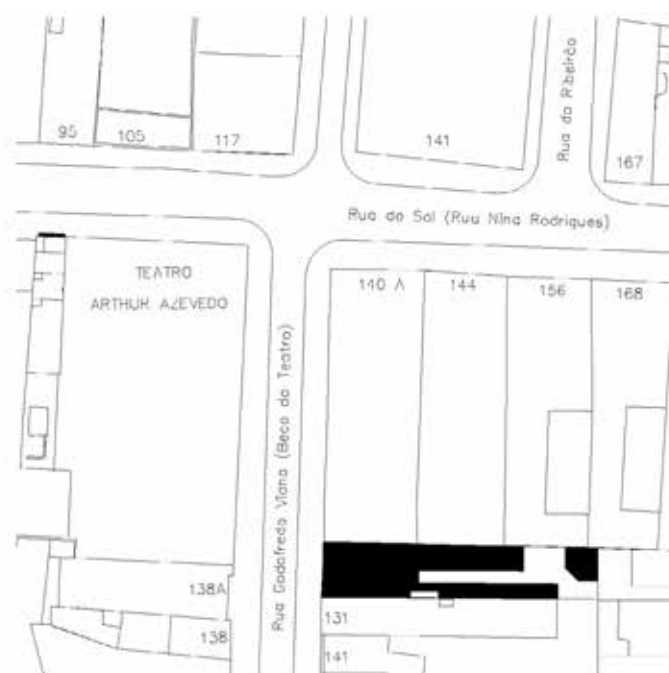 95
105
117
141
Rua do Ribeirão
167
Rua do Sol (Rua Nina Rodrigues)
TEATRO
ARTHUR AZEVEDO
140 A
144
156
168
Rua Godofredo Viana (Beco do Teatro)
138A
138
131
141